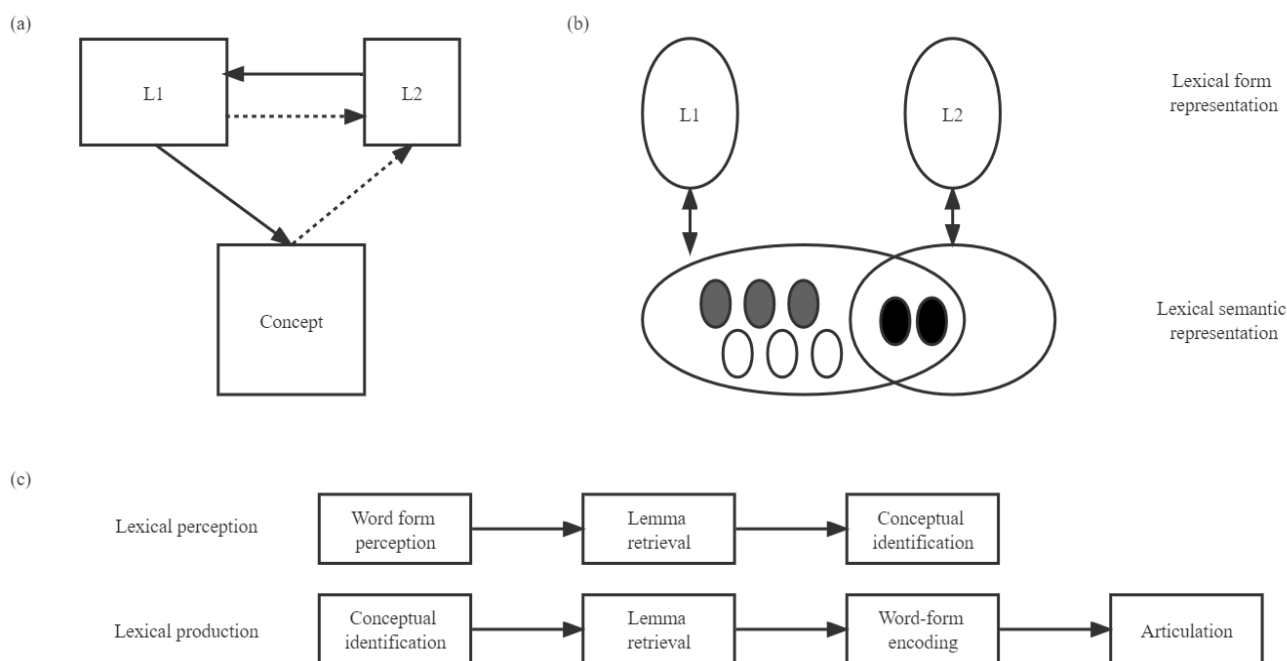 (a)
L1
L2
Concept
(b)
L1
L2
Lexical form
representation
Lexical semantic
representation
(c)
Lexical perception
Word form
perception
Lemma
retrieval
Conceptual
identification
Lexical production
Conceptual
identification
Lemma
retrieval
Word-form
encoding
Articulation